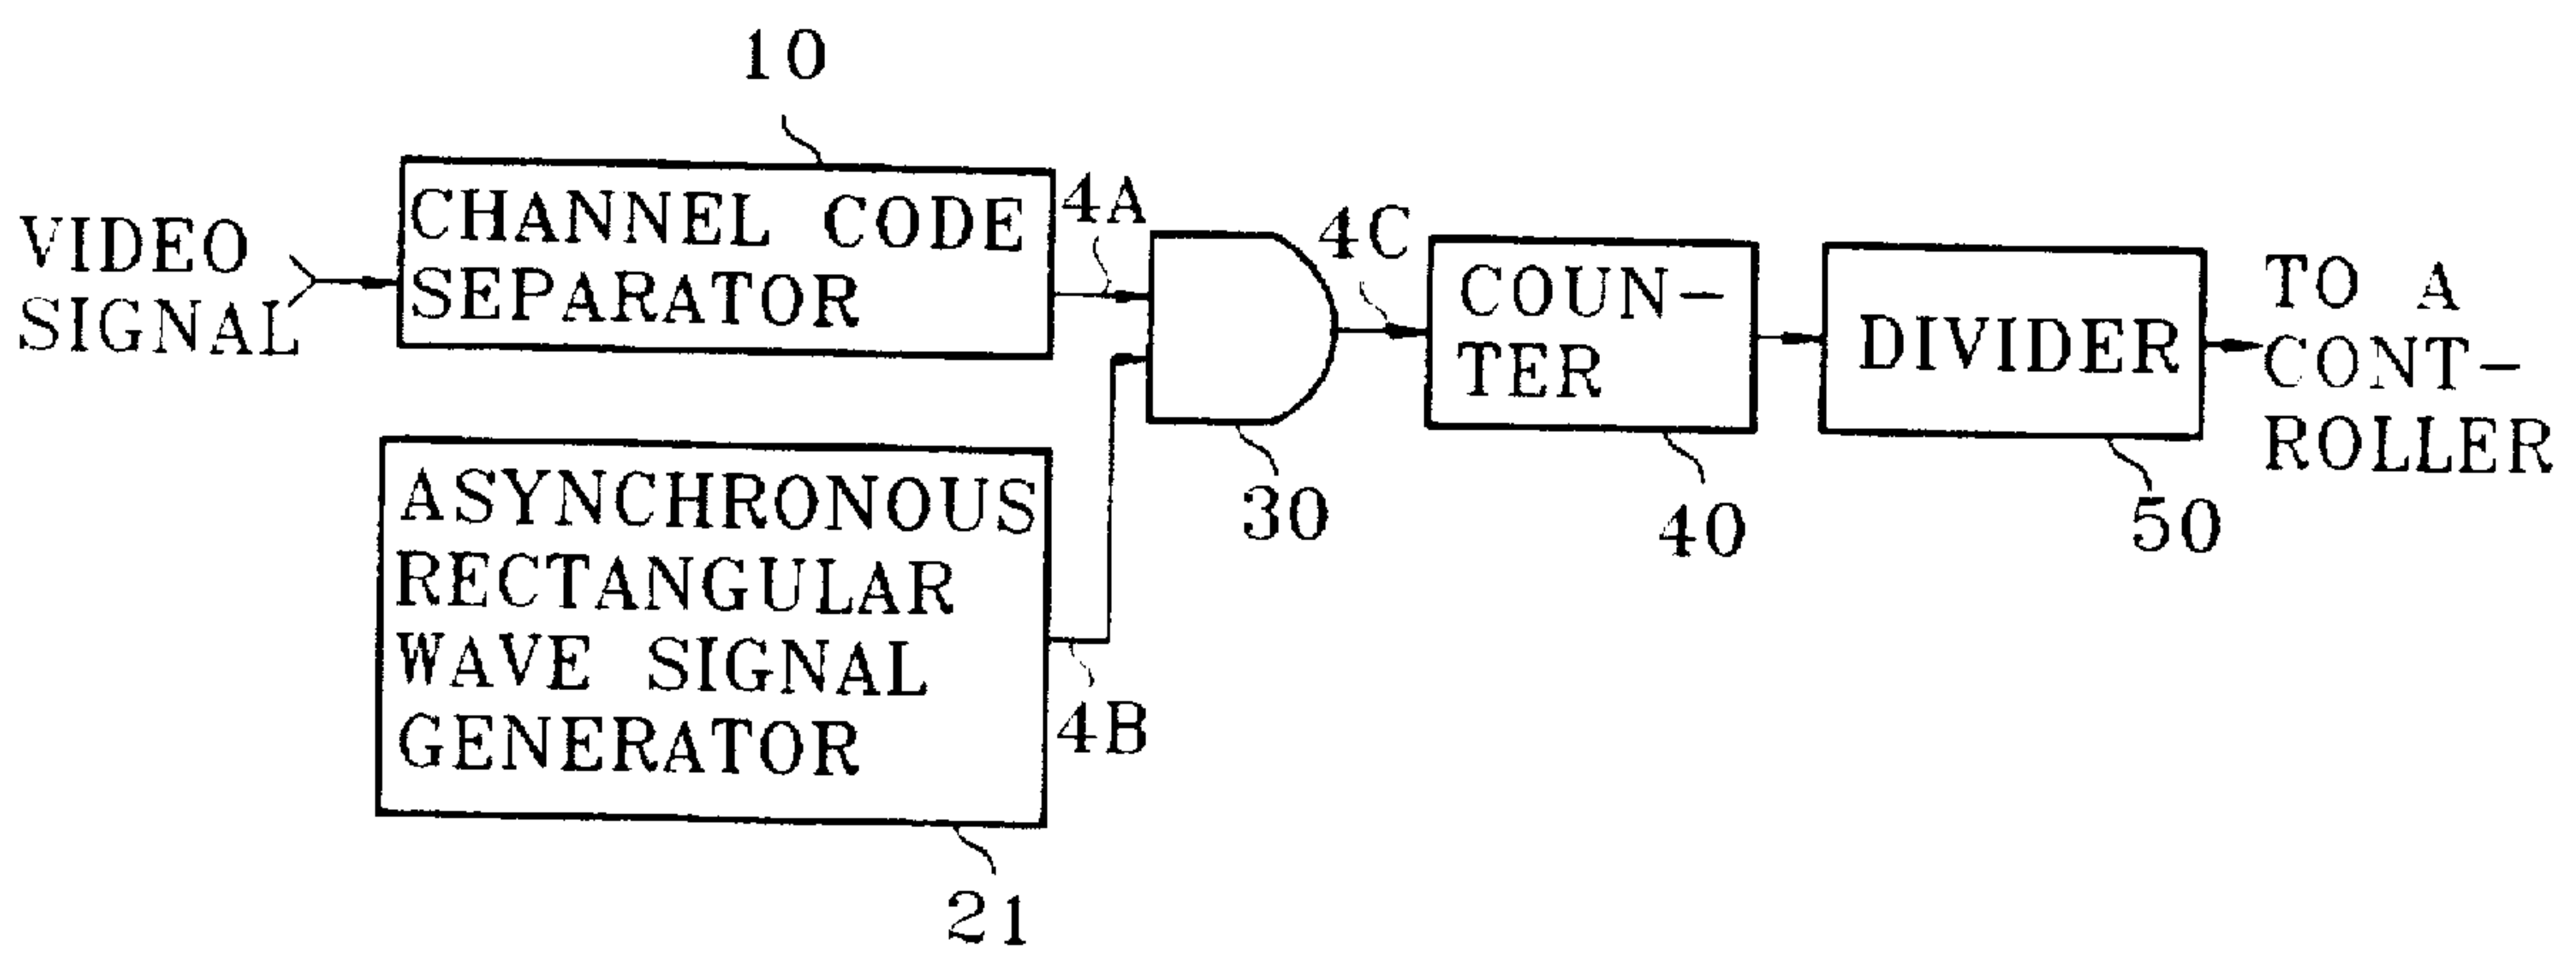 10
VIDEO
SIGNAL
CHANNEL CODE
SEPARATOR
4A
4C
COUN-
TER
DIVIDER
TO A
CONT-
ROLLER
30
40
50
ASYNCHRONOUS
RECTANGULAR
WAVE SIGNAL
GENERATOR
4B
21